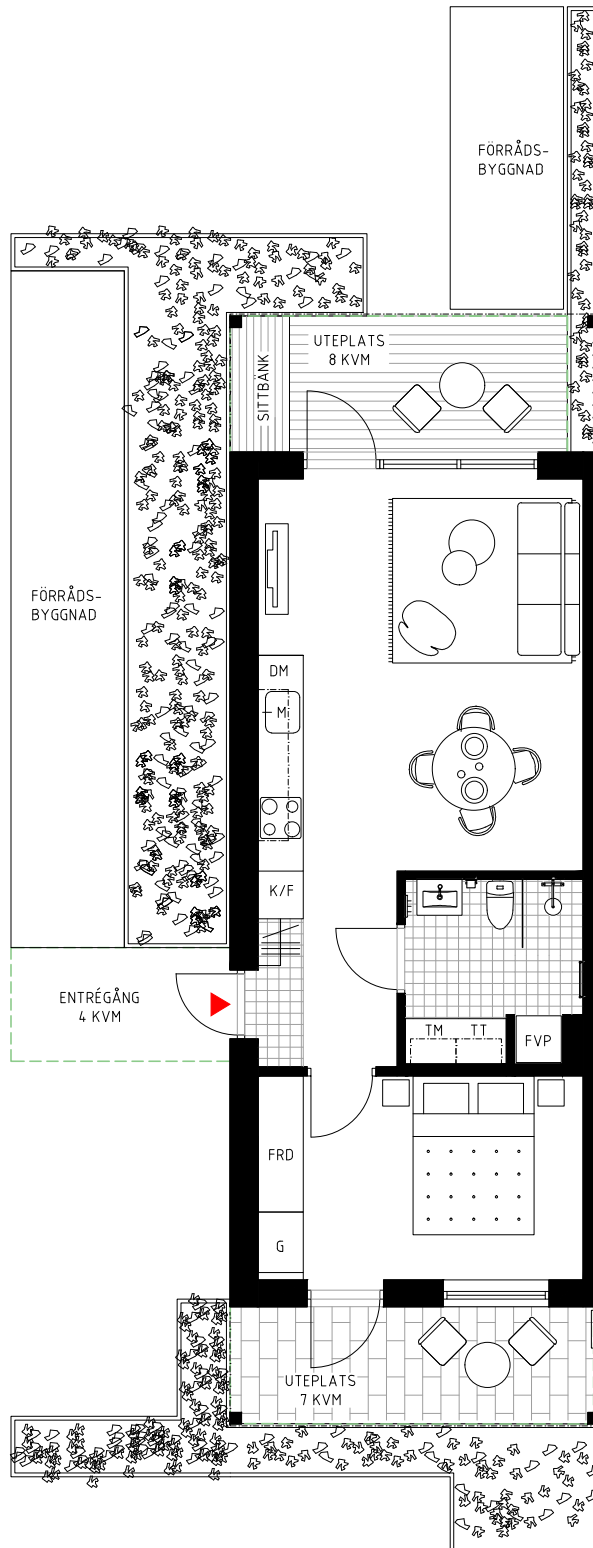 FÖRRÅDS-
BYGGNAD
UTEPLATS
8 KVM
SITTBANK
FÖRRÅDS-
BYGGNAD
DM
M
K/F
ENTRÉGÅNG
4 KVM
TM
TT
FVP
FRD
G
UTEPLATS
7 KVM